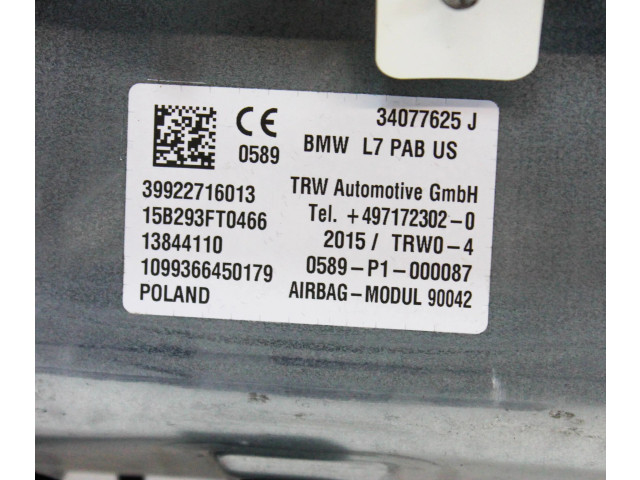 CE 34077625 J
0589 BMW L7 PAB US
39922716013 TRW Automotive GmbH
15B293FT0466 Tel. +497172302-0
13844110 2015/ TRW0-4
1099366450179 0589-P1-000087
POLAND AIRBAG-MODUL 90042